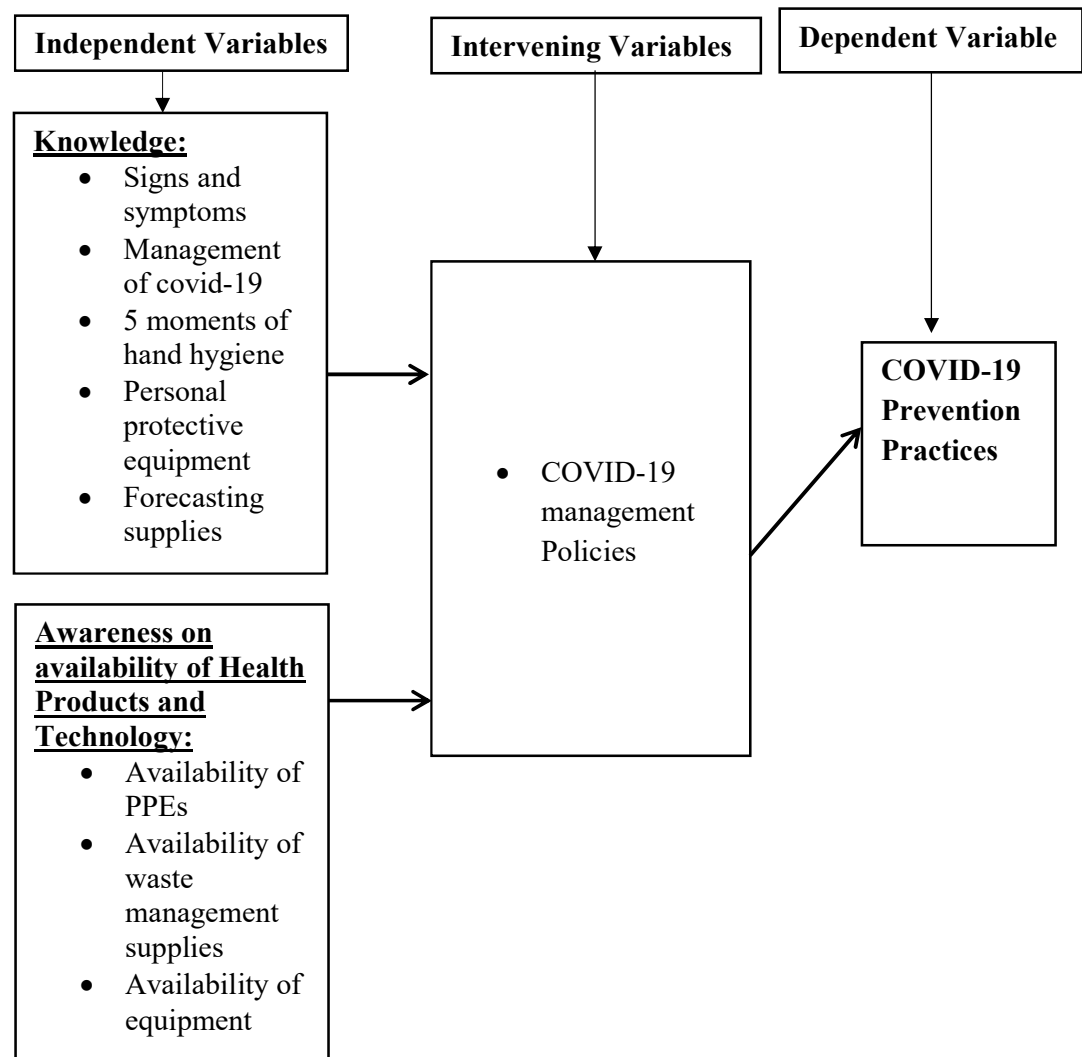 Independent Variables
Intervening Variables
Dependent Variable
Knowledge:
• Signs and
symptoms
• Management
of covid-19
• 5 moments of
hand hygiene
• Personal
protective
equipment
• Forecasting
supplies
Awareness on
availability of Health
Products and
Technology:
• Availability of
PPEs
• Availability of
waste
management
supplies
• Availability of
equipment
• COVID-19
management
Policies
COVID-19
Prevention
Practices